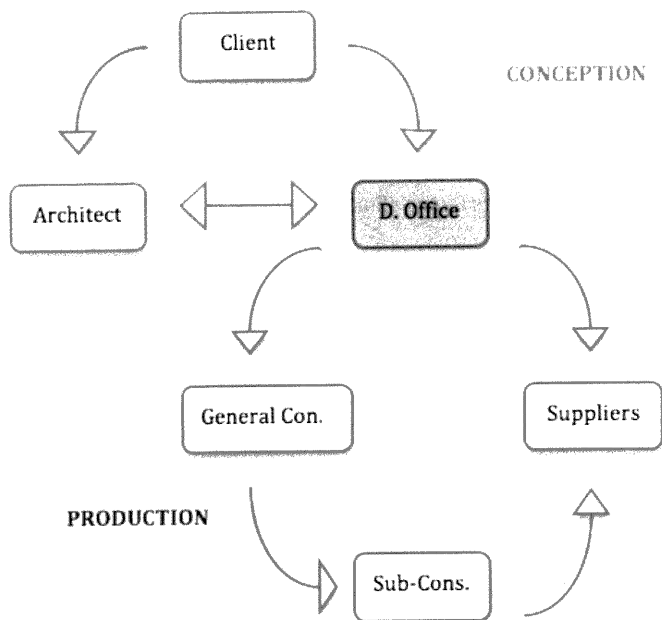 Client
CONCEPTION
Architect
D. Office
General Con.
Suppliers
PRODUCTION
Sub-Cons.